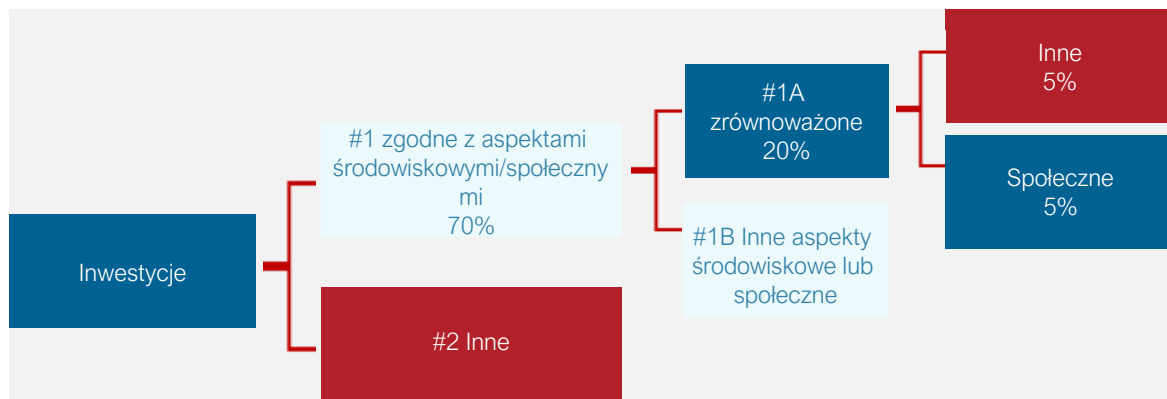 Inwestycje
#1 zgodne z aspektami
środowiskowymi/społeczny
mi
70%
#2 Inne
#1A
zrównoważone
20%
#1B Inne aspekty
środowiskowe lub
społeczne
Inne
5%
Społeczne
5%